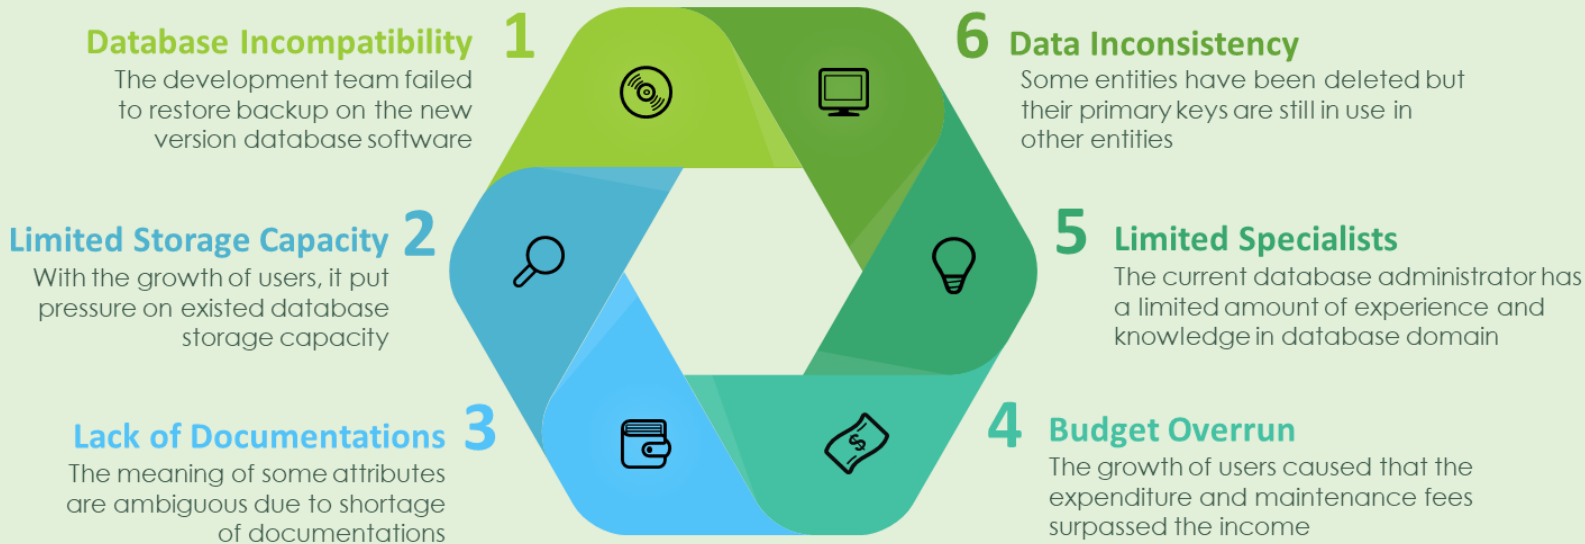 1
Database Incompatibility
The development team failed
to restore backup on the new
version database software
2
Limited Storage Capacity
With the growth of users, it put
pressure on existed database
storage capacity
3
Lack of Documentations
The meaning of some attributes
are ambiguous due to shortage
of documentations
4
Budget Overrun
The growth of users caused that the
expenditure and maintenance fees
surpassed the income
$
5
Limited Specialists
The current database administrator has
a limited amount of experience and
knowledge in database domain
6
Data Inconsistency
Some entities have been deleted but
their primary keys are still in use in
other entities